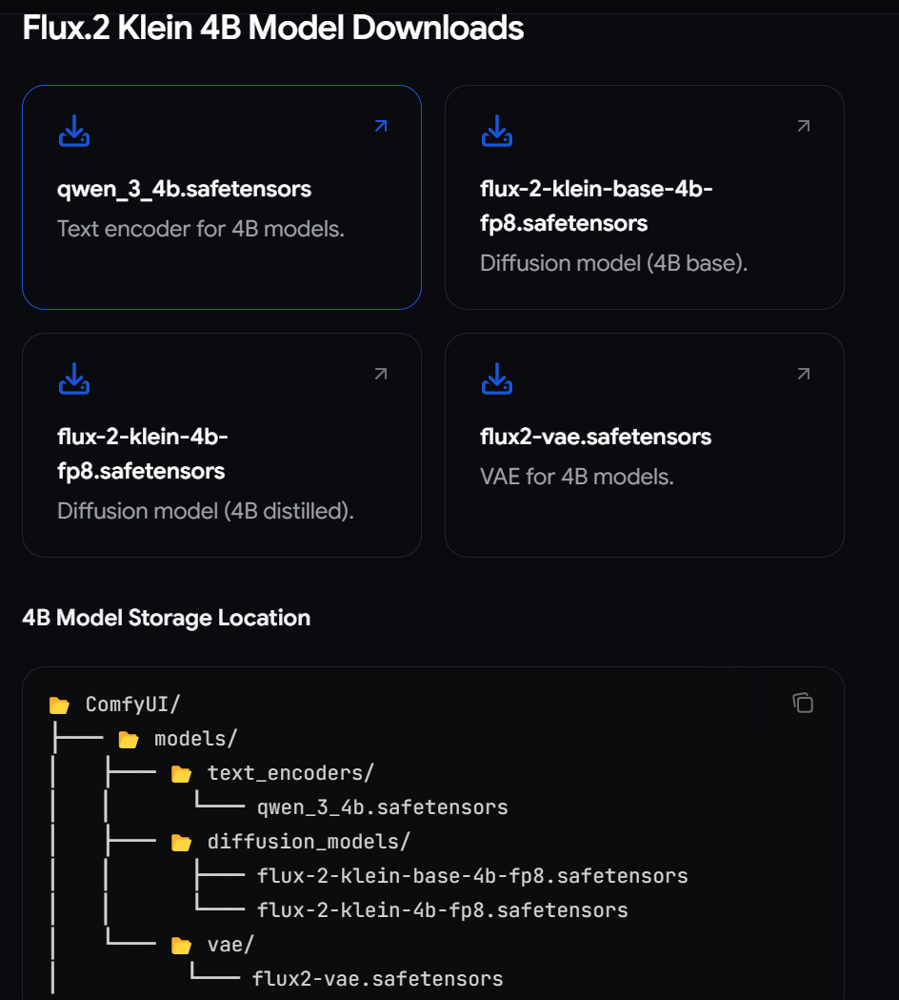 Flux.2 Klein 4B Model Downloads
qwen_3_4b.safetensors
Text encoder for 4B models.
flux-2-klein-base-4b-
fp8.safetensors
Diffusion model (4B base).
flux-2-klein-4b-
fp8.safetensors
Diffusion model (4B distilled).
flux2-vae.safetensors
VAE for 4B models.
4B Model Storage Location
ComfyUI/
models/
text_encoders/
qwen_3_4b.safetensors
diffusion_models/
flux-2-klein-base-4b-fp8.safetensors
flux-2-klein-4b-fp8.safetensors
vae/
flux2-vae.safetensors